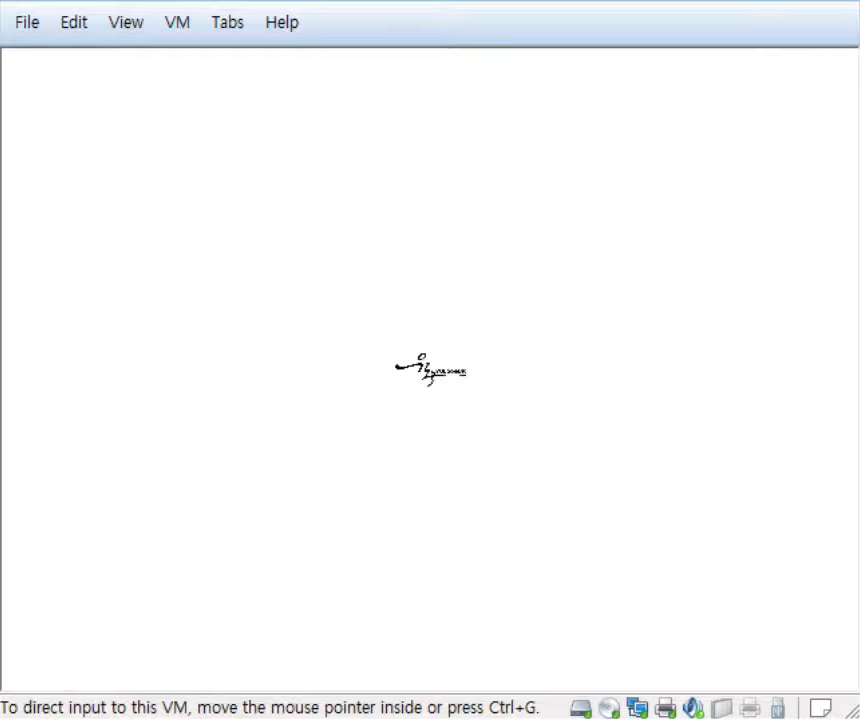 File Edit View VM Tabs Help
To direct input to this VM, move the mouse pointer inside or press Ctrl+G.